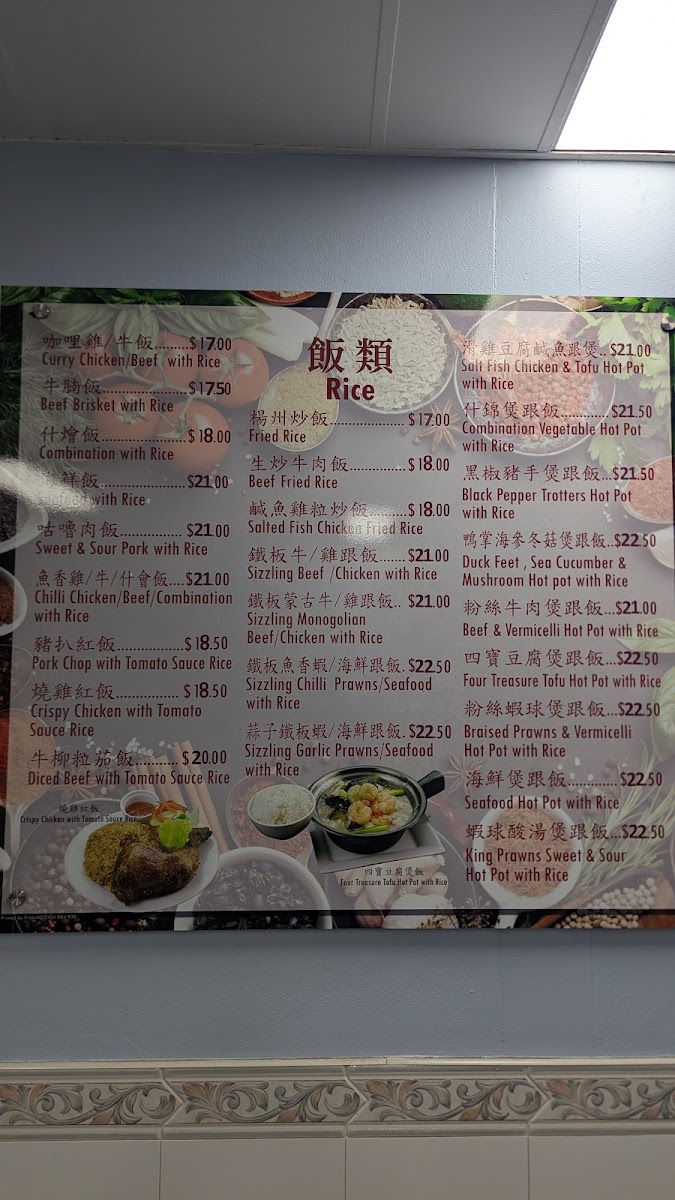 咖哩雞/牛飯.........$17.00
Curry Chicken/Beef with Rice
牛腩飯.....................$17.50
Beef Brisket with Rice
什燴飯.....................$18.00
Combination with Rice
鮮飯.....................$21.00
with Rice
咕嚕肉飯................$21.00
Sweet & Sour Pork with Rice
魚香雞/牛/什會飯....$21.00
Chilli Chicken/Beef/Combination
with Rice
豬扒紅飯................$18.50
Pork Chop with Tomato Sauce Rice
燒雞紅飯................$18.50
Crispy Chicken with Tomato
Sauce Rice
牛柳粒茄飯..........$20.00
Diced Beef with Tomato Sauce Rice
燒雞紅飯
Crispy Chicken with Tomato Sauce Rice
飯類
Rice
楊州炒飯.....................$17.00
Fried Rice
生炒牛肉飯................$18.00
Beef Fried Rice
鹹魚雞粒炒飯..........$18.00
Salted Fish Chicken Fried Rice
鐵板牛/雞跟飯.......$21.00
Sizzling Beef /Chicken with Rice
鐵板蒙古牛/雞跟飯..$21.00
Sizzling Monogolian
Beef/Chicken with Rice
鐵板魚香蝦/海鮮跟飯.$22.50
Sizzling Chilli Prawns/Seafood
with Rice
蒜子鐵板蝦/海鮮跟飯.$22.50
Sizzling Garlic Prawns/Seafood
with Rice
四寶豆腐煲飯
Four Treasure Tofu Hot Pot with Rice
滑雞豆腐鹹魚跟煲..$21.00
Salt Fish Chicken & Tofu Hot Pot
with Rice
什錦煲跟飯............$21.50
Combination Vegetable Hot Pot
with Rice
黑椒豬手煲跟飯...$21.50
Black Pepper Trotters Hot Pot
with Rice
鴨掌海參冬菇煲跟飯..$22.50
Duck Feet , Sea Cucumber &
Mushroom Hot pot with Rice
粉絲牛肉煲跟飯...$21.00
Beef & Vermicelli Hot Pot with Rice
四寶豆腐煲跟飯...$22.50
Four Treasure Tofu Hot Pot with Rice
粉絲蝦球煲跟飯...$22.50
Braised Prawns & Vermicelli
Hot Pot with Rice
海鮮煲跟飯............$22.50
Seafood Hot Pot with Rice
蝦球酸湯煲跟飯...$22.50
King Prawns Sweet & Sour
Hot Pot with Rice